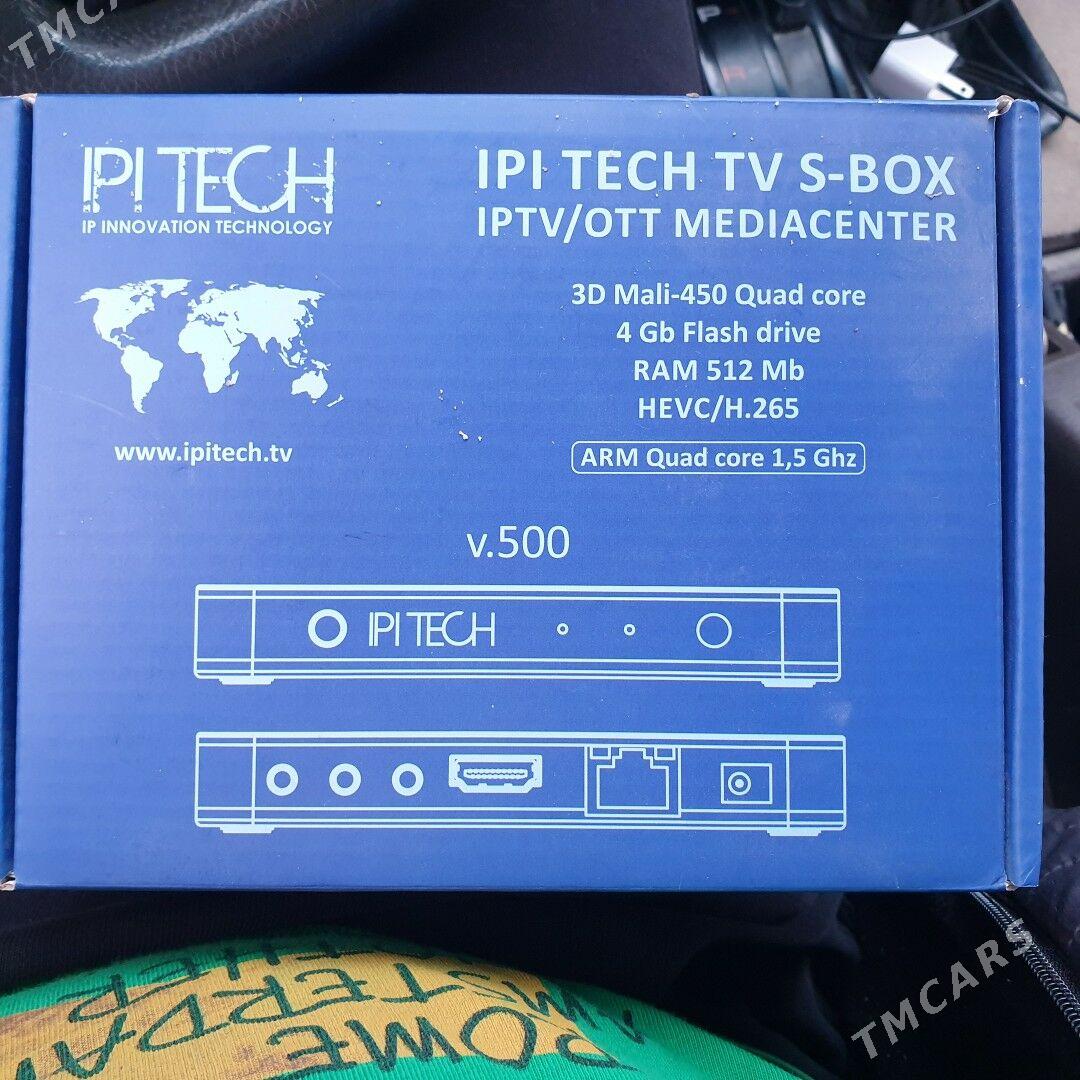 TMCARS
IPI TECH
IP INNOVATION TECHNOLOGY
www.ipitech.tv
IPI TECH TV S-BOX
IPTV/OTT MEDIACENTER
3D Mali-450 Quad core
4 Gb Flash drive
RAM 512 Mb
HEVC/H.265
ARM Quad core 1,5 Ghz
v.500
IPI TECH
ROME
TMCARS